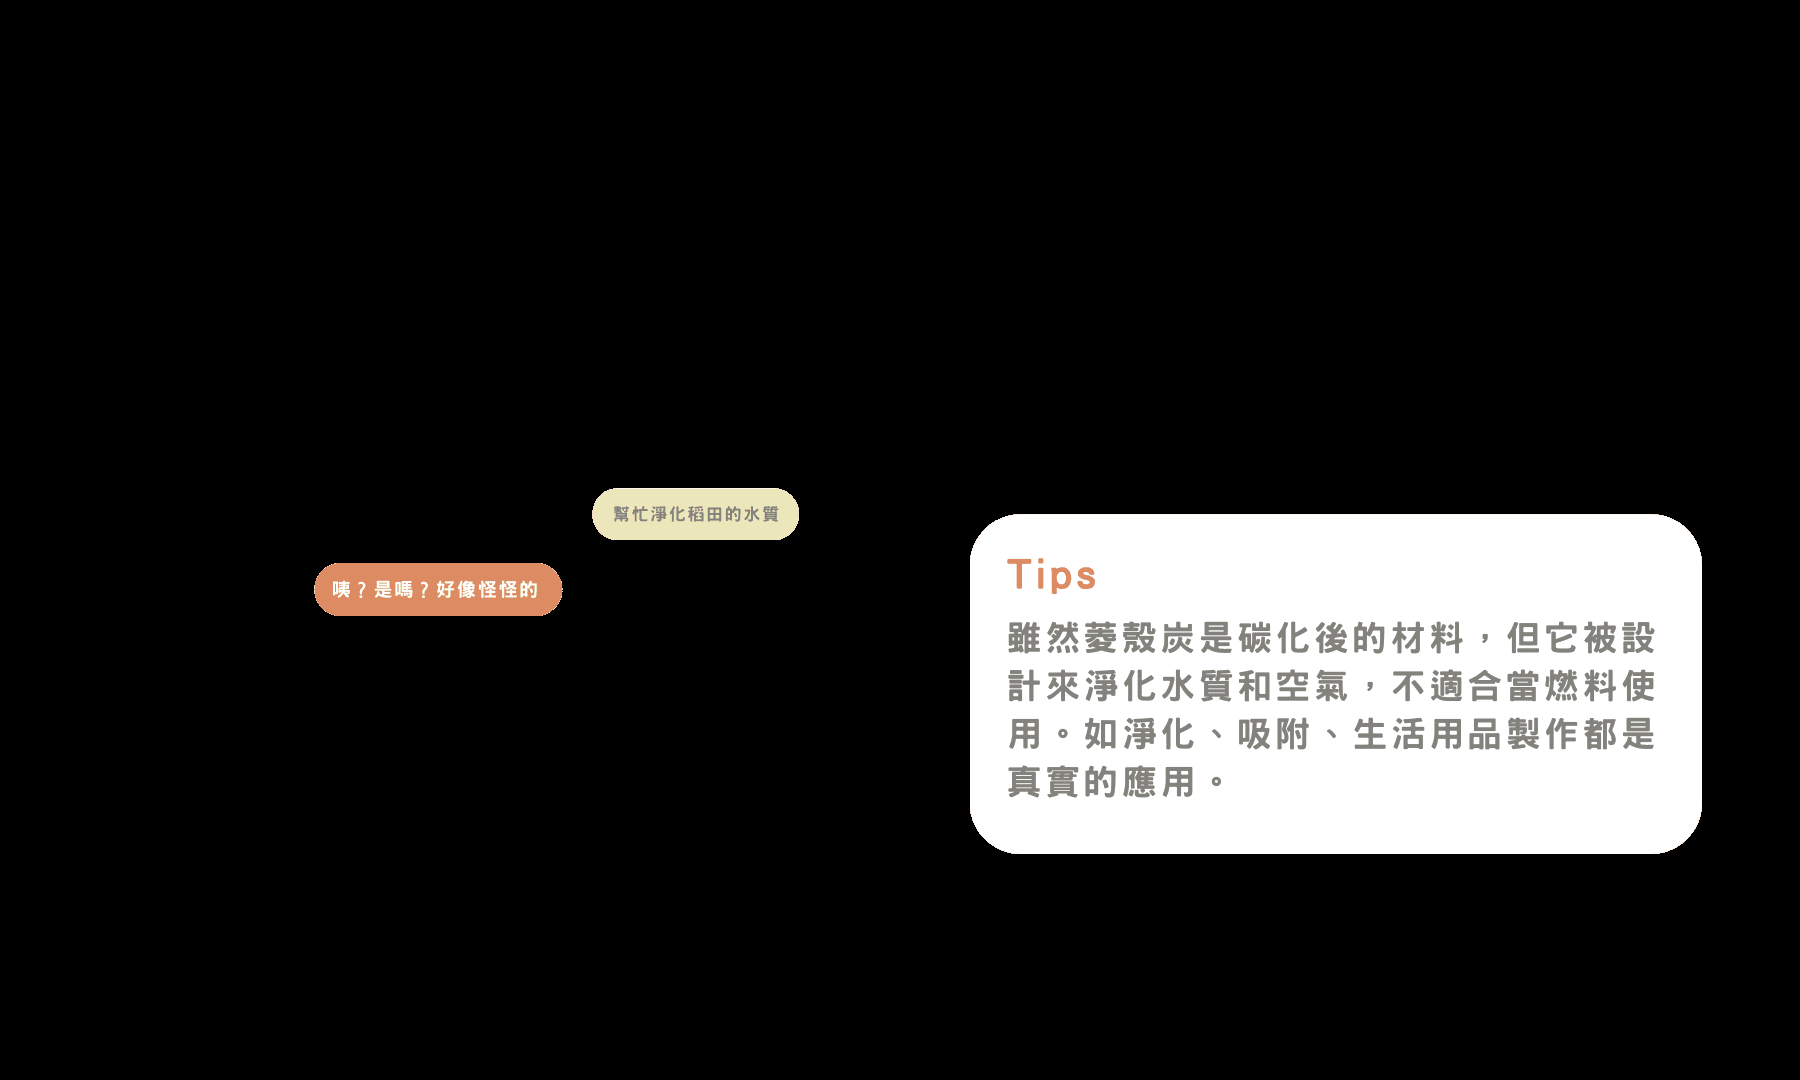 幫忙淨化稻田的水質
咦？是嗎？好像怪怪的
Tips
雖然菱殼炭是碳化後的材料，但它被設
計來淨化水質和空氣，不適合當燃料使
用。如淨化、吸附、生活用品製作都是
真實的應用。